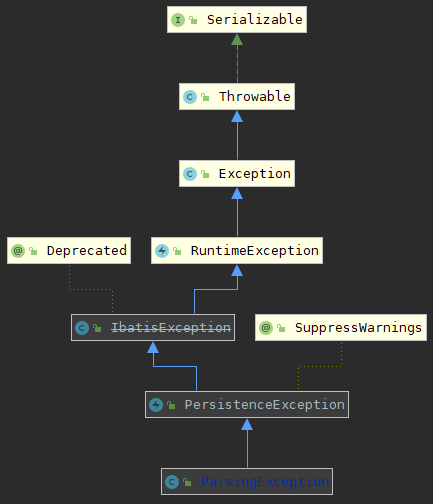 Serializable
Throwable
Exception
Deprecated
RuntimeException
IbatisException
SuppressWarnings
PersistenceException
ParsingException